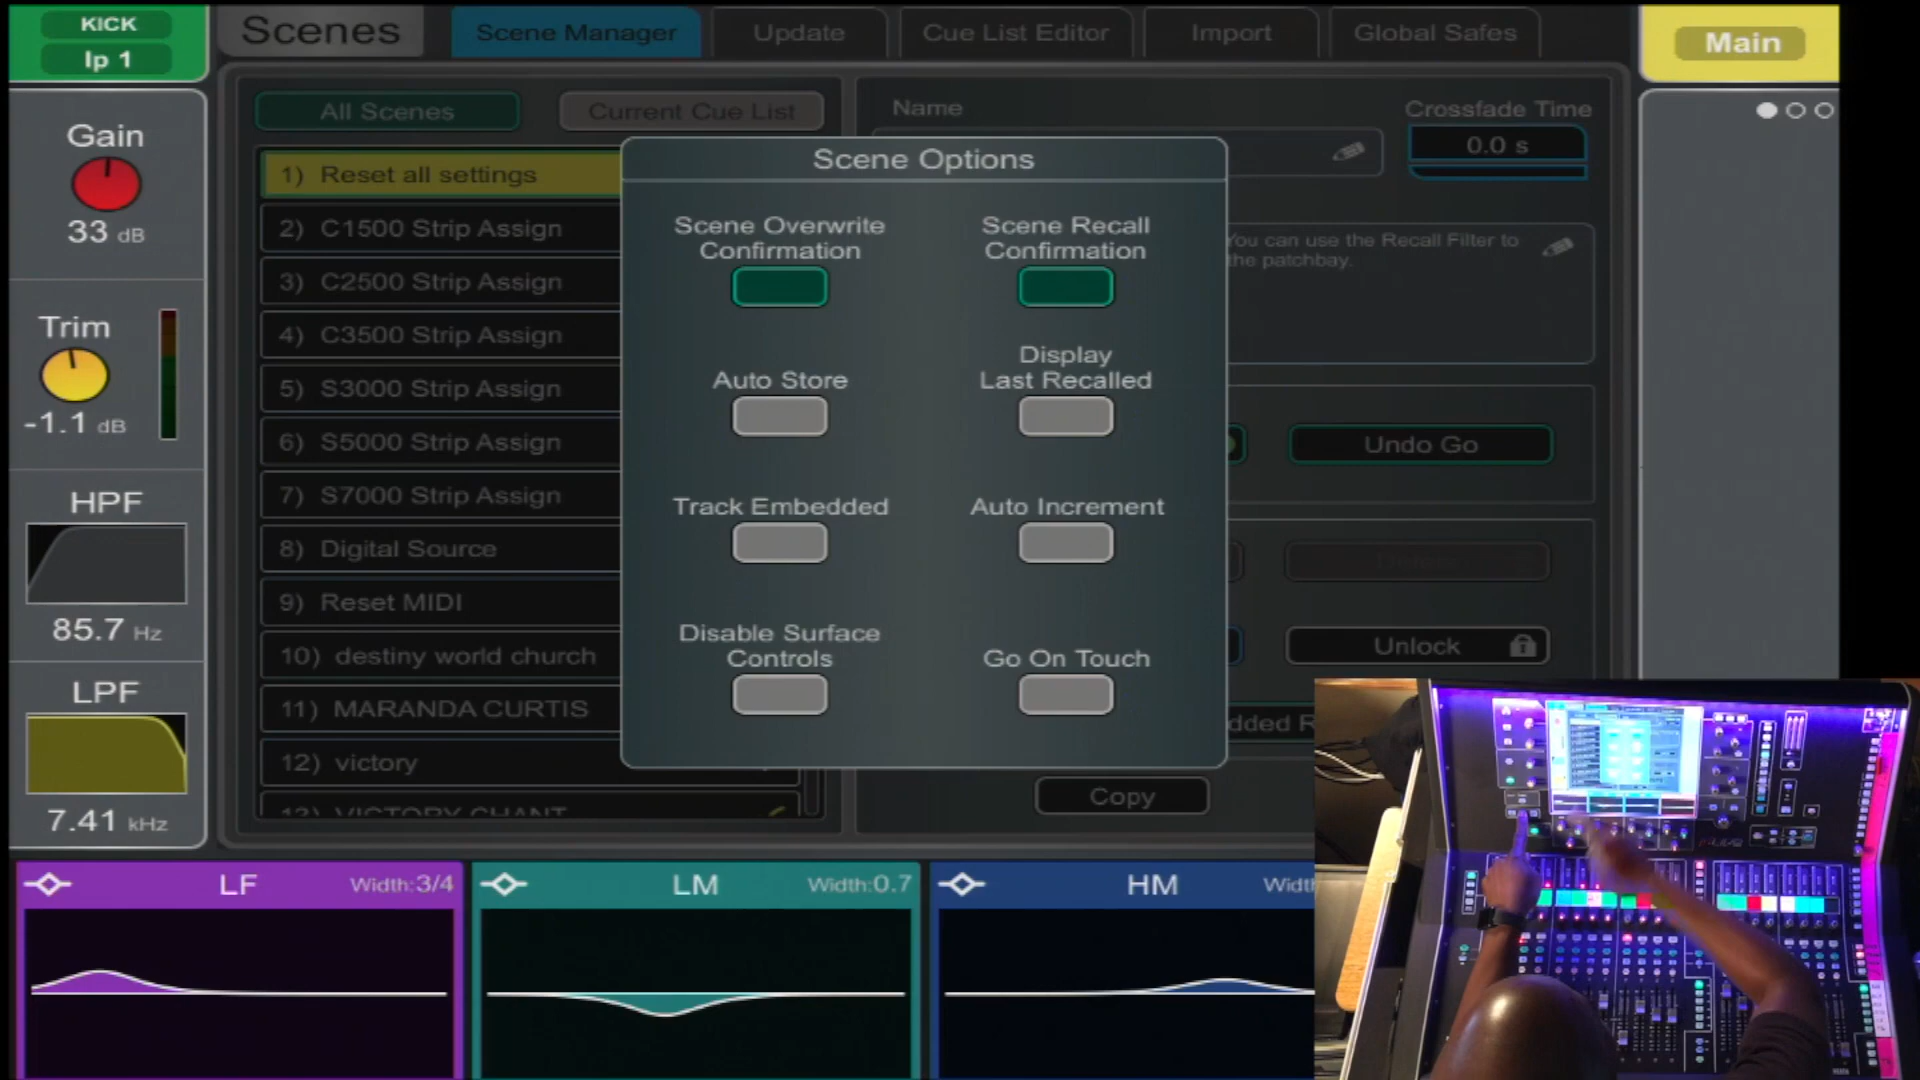 KICK
Ip 1
Scenes
Scene Manager
Update
Cue List Editor
Import
Global Safes
Main
Gain
33 dB
Trim
-1.1 dB
HPF
85.7 Hz
LPF
7.41 kHz
All Scenes
Current Cue List
1) Reset all settings
2) C1500 Strip Assign
3) C2500 Strip Assign
4) C3500 Strip Assign
5) S3000 Strip Assign
6) S5000 Strip Assign
7) S7000 Strip Assign
8) Digital Source
9) Reset MIDI
10) destiny world church
11) MARANDA CURTIS
12) victory
13) VICTORY CHANT
Scene Options
Scene Overwrite
Confirmation
Scene Recall
Confirmation
Auto Store
Display
Last Recalled
Track Embedded
Auto Increment
Disable Surface
Controls
Go On Touch
Name
Crossfade Time
0.0 s
You can use the Recall Filter to
the patchbay.
Undo Go
Unlock
Copy
LF
Width:3/4
LM
Width:0.7
HM